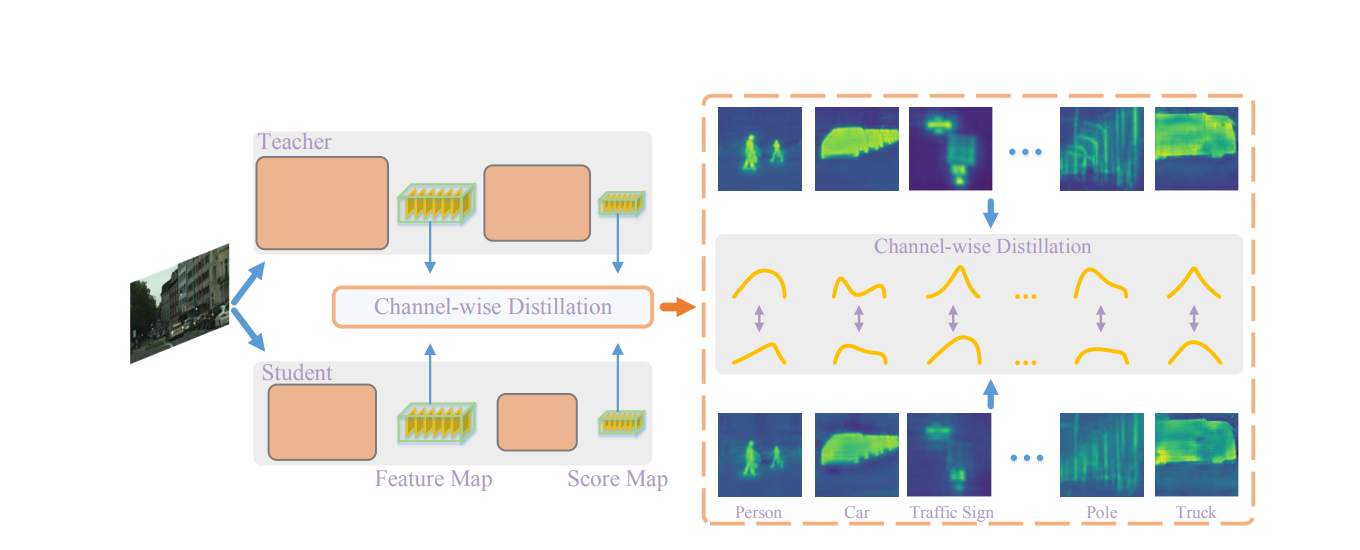 Teacher
Channel-wise Distillation
Student
Feature Map
Score Map
Channel-wise Distillation
Person
Car
Traffic Sign
Pole
Truck